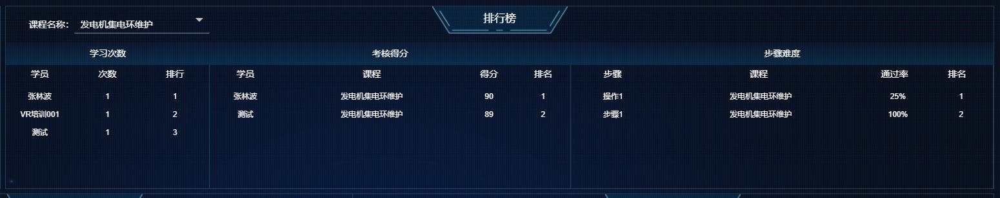 排行榜
课程名称: 发电机集电环维护
学习次数 考核得分 步骤难度
学员 次数 排行 学员 课程 得分 排名 步骤 课程 通过率 排名
张林波 1 1 张林波 发电机集电环维护 90 1 操作1 发电机集电环维护 25% 1
VR培训001 1 2 测试 发电机集电环维护 89 2 步骤1 发电机集电环维护 100% 2
测试 1 3